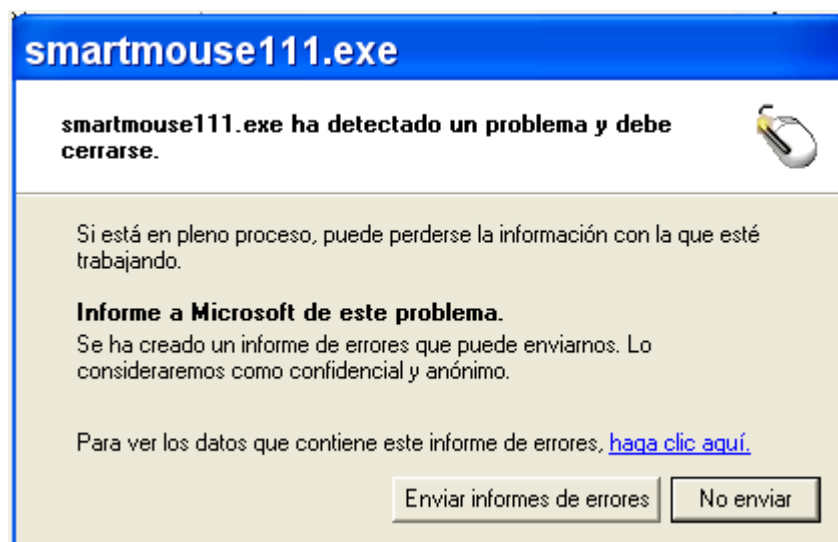 smartmouse111.exe
smartmouse111.exe ha detectado un problema y debe
cerrarse.
Si está en pleno proceso, puede perderse la información con la que esté
trabajando.
Informe a Microsoft de este problema.
Se ha creado un informe de errores que puede enviarnos. Lo
consideraremos como confidencial y anónimo.
Para ver los datos que contiene este informe de errores, haga clic aquí.
Enviar informes de errores No enviar